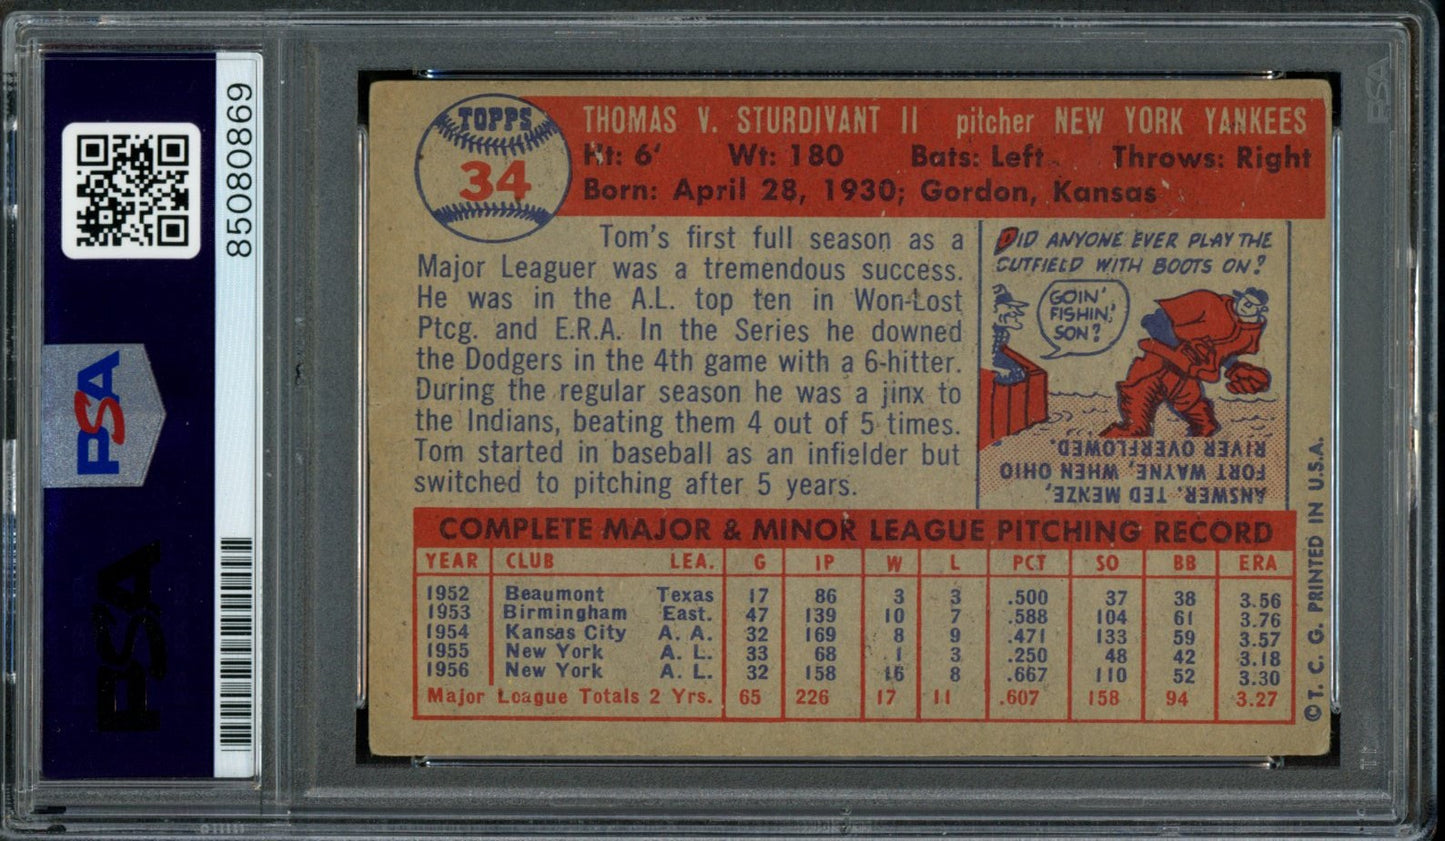 85080869
PSA
PSA
PSA
TOPPS
34
THOMAS V. STURDIVANT II pitcher NEW YORK YANKEES
Ht: 6' Wt: 180 Bats: Left Throws: Right
Born: April 28, 1930; Gordon, Kansas
Tom's first full season as a
Major Leaguer was a tremendous success.
He was in the A.L. top ten in Won-Lost
Ptcg. and E.R.A. In the Series he downed
the Dodgers in the 4th game with a 6-hitter.
During the regular season he was a jinx to
the Indians, beating them 4 out of 5 times.
Tom started in baseball as an infielder but
switched to pitching after 5 years.
DID ANYONE EVER PLAY THE
OUTFIELD WITH BOOTS ON?
GOIN'
FISHIN',
SON?
ANSWER: TED MENZE,
FORT WAYNE, WHEN OHIO
RIVER OVERFLOWED.
COMPLETE MAJOR & MINOR LEAGUE PITCHING RECORD
YEAR CLUB LEA. G IP W L PCT SO BB ERA
1952 Beaumont Texas 17 86 3 3 .500 37 38 3.56
1953 Birmingham East. 47 139 10 7 .588 104 61 3.76
1954 Kansas City A. A. 32 169 8 9 .471 133 59 3.57
1955 New York A. L. 33 68 1 3 .250 48 42 3.18
1956 New York A. L. 32 158 16 8 .667 110 52 3.30
Major League Totals 2 Yrs. 65 226 17 11 .607 158 94 3.27
© T. C. G. PRINTED IN U.S.A.